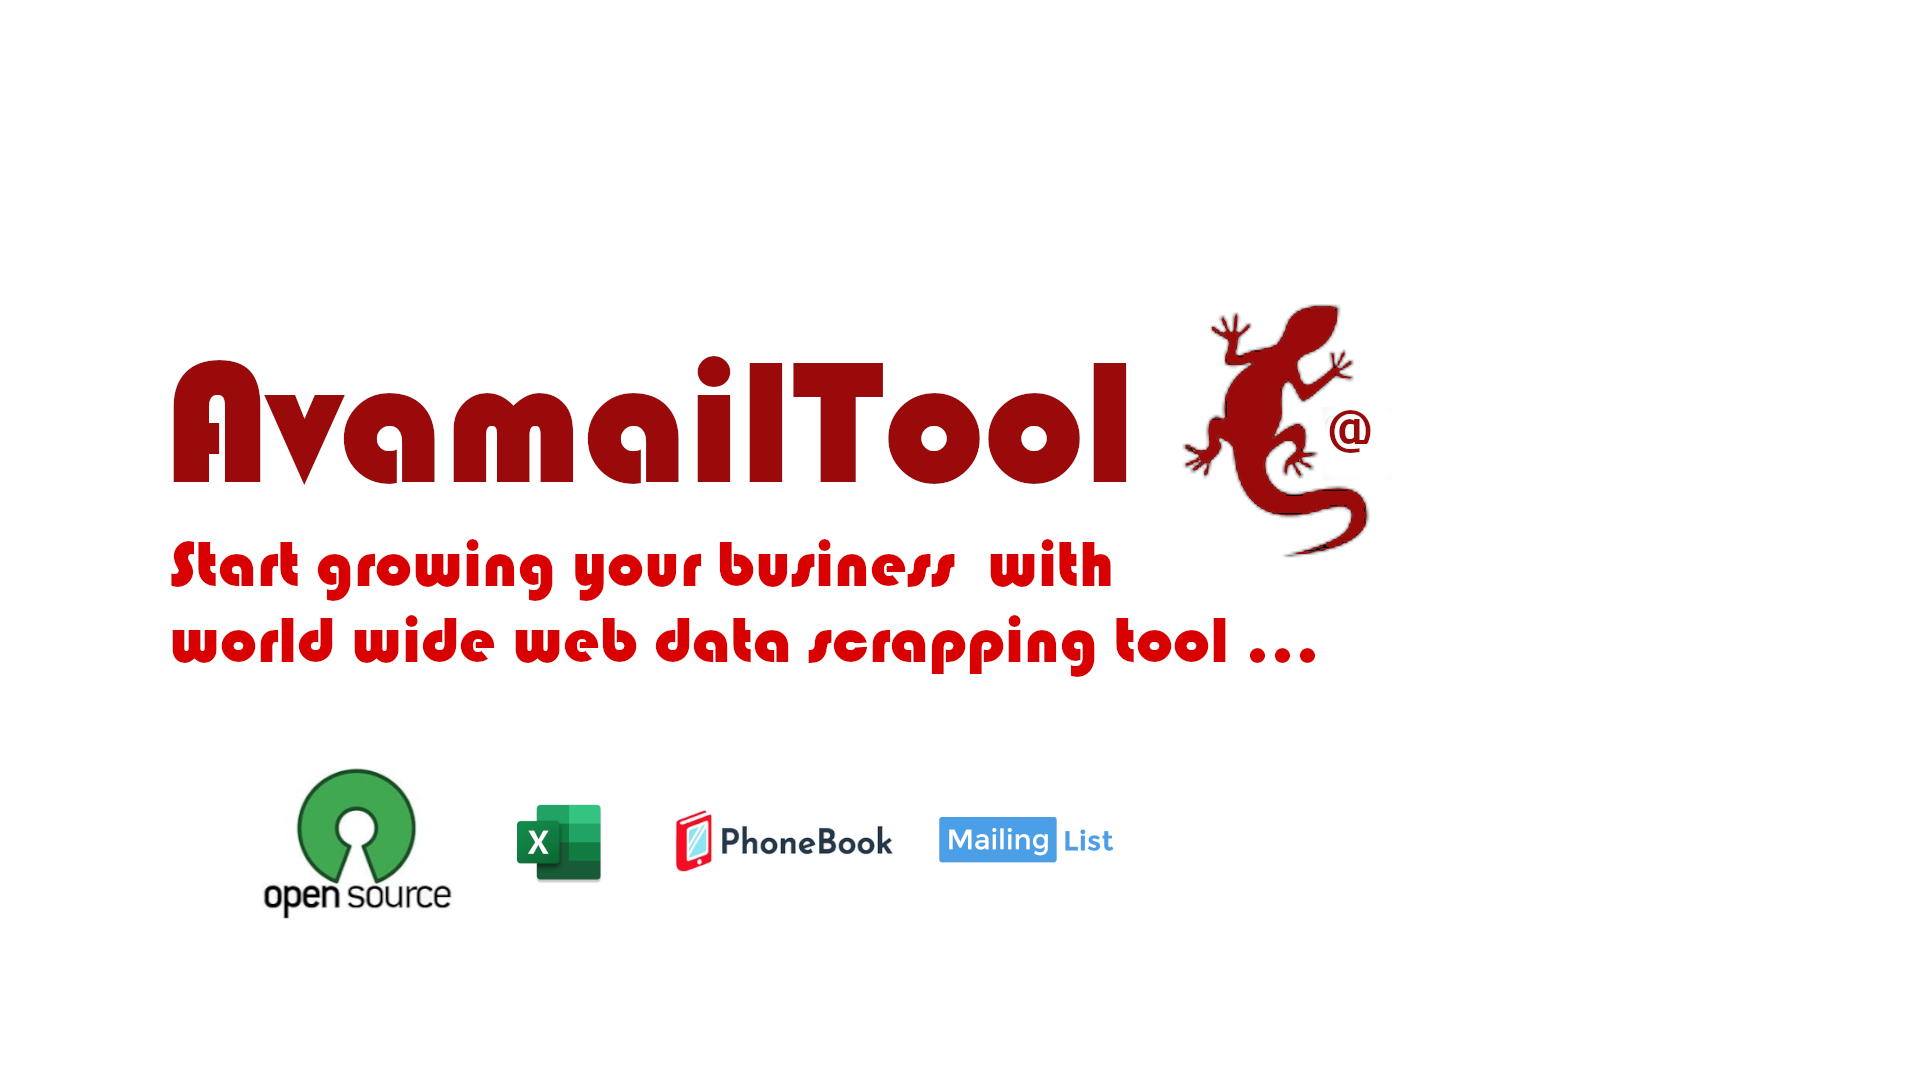 AvamailTool
@
Start growing your business with
world wide web data scrapping tool ...
open source
X
PhoneBook
Mailing List